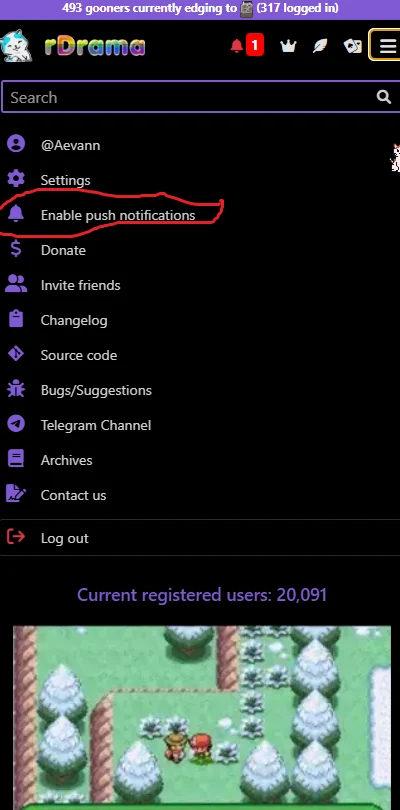 493 gooners currently edging to 🗿 (317 logged in)
rDrama
1
Search
@Aevann
Settings
Enable push notifications
Donate
Invite friends
Changelog
Source code
Bugs/Suggestions
Telegram Channel
Archives
Contact us
Log out
Current registered users: 20,091